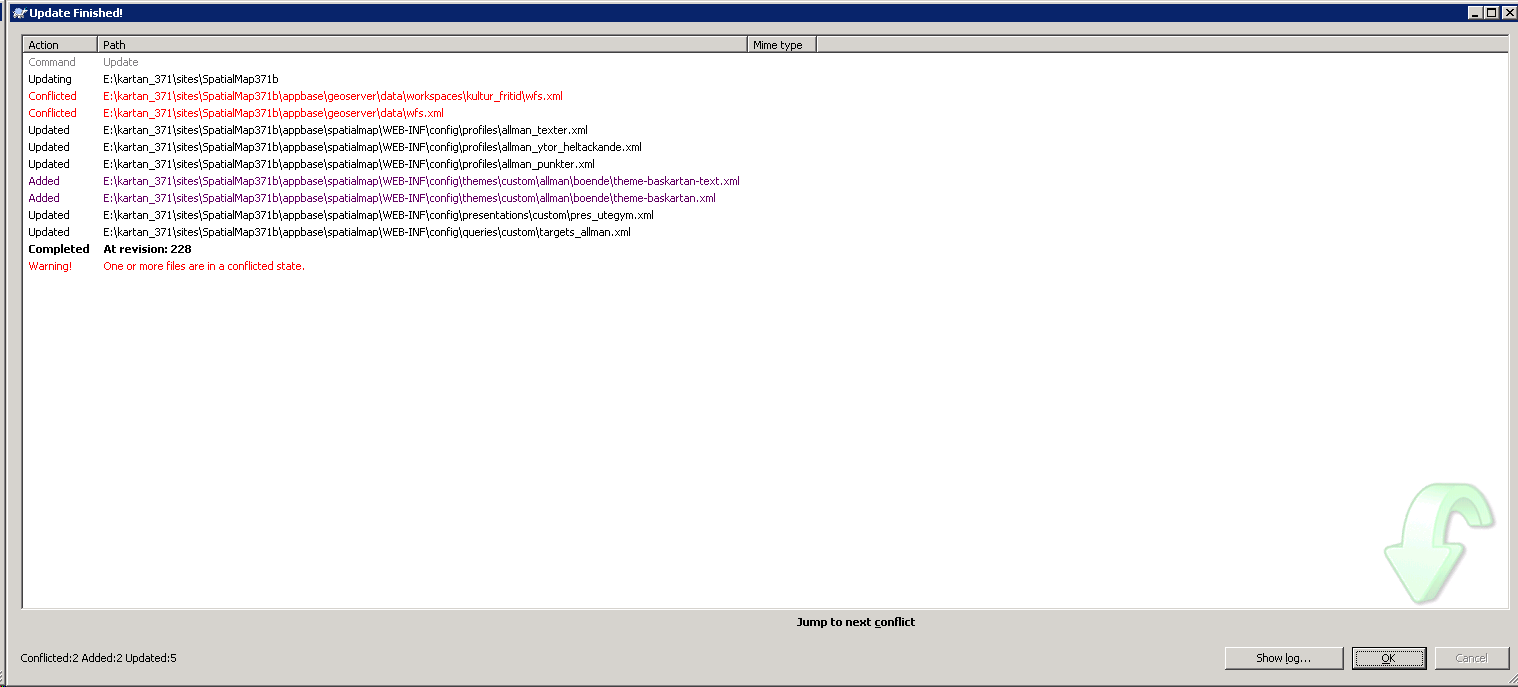 Update Finished!
Action Path Mime type
Command Update
Updating E:\kartan_371\sites\SpatialMap371b
Conflicted E:\kartan_371\sites\SpatialMap371b\appbase\geoserver\data\workspaces\kultur_fritid\wfs.xml
Conflicted E:\kartan_371\sites\SpatialMap371b\appbase\geoserver\data\wfs.xml
Updated E:\kartan_371\sites\SpatialMap371b\appbase\spatialmap\WEB-INF\config\profiles\allman_texter.xml
Updated E:\kartan_371\sites\SpatialMap371b\appbase\spatialmap\WEB-INF\config\profiles\allman_ytor_heltackande.xml
Updated E:\kartan_371\sites\SpatialMap371b\appbase\spatialmap\WEB-INF\config\profiles\allman_punkter.xml
Added E:\kartan_371\sites\SpatialMap371b\appbase\spatialmap\WEB-INF\config\themes\custom\allman\boende\theme-baskartan-text.xml
Added E:\kartan_371\sites\SpatialMap371b\appbase\spatialmap\WEB-INF\config\themes\custom\allman\boende\theme-baskartan.xml
Updated E:\kartan_371\sites\SpatialMap371b\appbase\spatialmap\WEB-INF\config\presentations\custom\pres_utegym.xml
Updated E:\kartan_371\sites\SpatialMap371b\appbase\spatialmap\WEB-INF\config\queries\custom\targets_allman.xml
Completed At revision: 228
Warning! One or more files are in a conflicted state.
Jump to next conflict
Conflicted:2 Added:2 Updated:5
Show log... OK Cancel